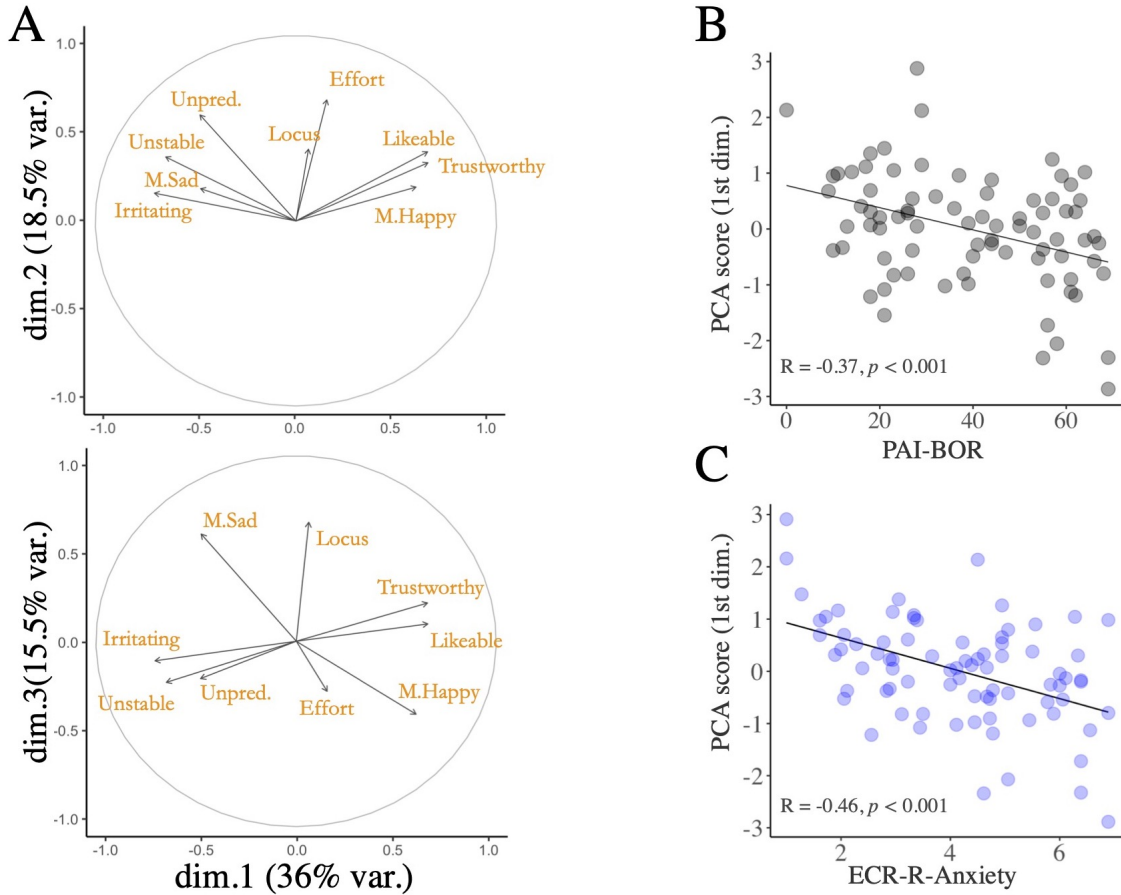 A
dim.2 (18.5% var.)
1.0
0.5
0.0
-0.5
-1.0
Effort
Unpred.
Locus
Unstable
Likeable
M.Sad
Trustworthy
Irritating
M.Happy
-1.0 -0.5 0.0 0.5 1.0
dim.3(15.5% var.)
1.0
0.5
0.0
-0.5
-1.0
M.Sad
Locus
Trustworthy
Irritating
Likeable
Unstable
Unpred.
M.Happy
Effort
-1.0 -0.5 0.0 0.5 1.0
dim.1 (36% var.)
B
PCA score (1st dim.)
3
2
1
0
-1
-2
-3
R = -0.37, p < 0.001
0 20 40 60
PAI-BOR
C
PCA score (1st dim.)
3
2
1
0
-1
-2
-3
R = -0.46, p < 0.001
2 4 6
ECR-R-Anxiety